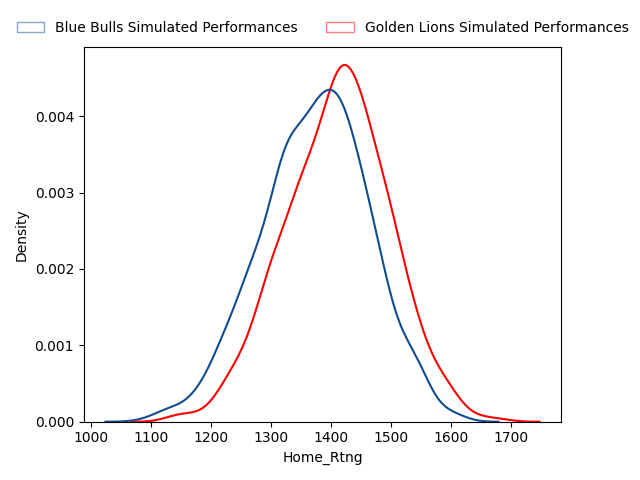 Blue Bulls Simulated Performances Golden Lions Simulated Performances
Density
0.004
0.003
0.002
0.001
0.000
1000 1100 1200 1300 1400 1500 1600 1700
Home_Rtng